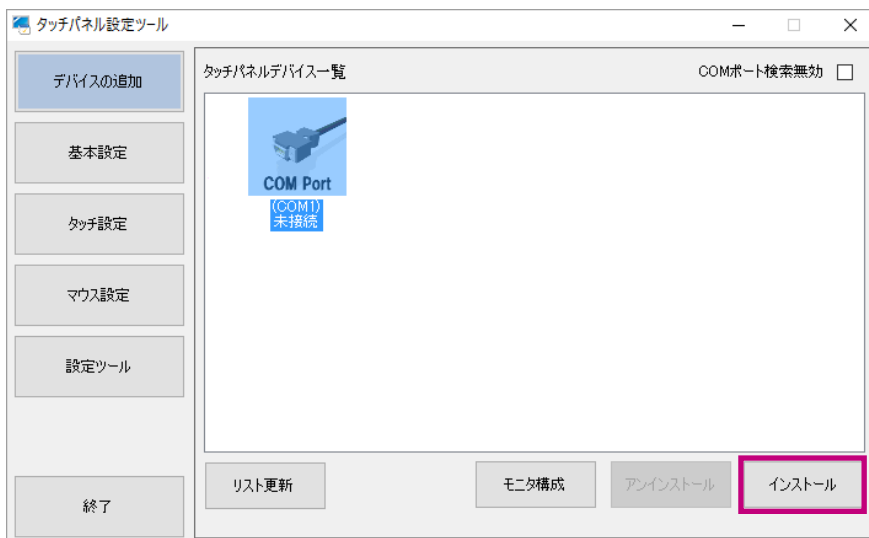 タッチパネル設定ツール
デバイスの追加
基本設定
タッチ設定
マウス設定
設定ツール
終了
タッチパネルデバイス一覧
COMポート検索無効
COM Port
(COM1)
未接続
リスト更新
モニタ構成
アンインストール
インストール